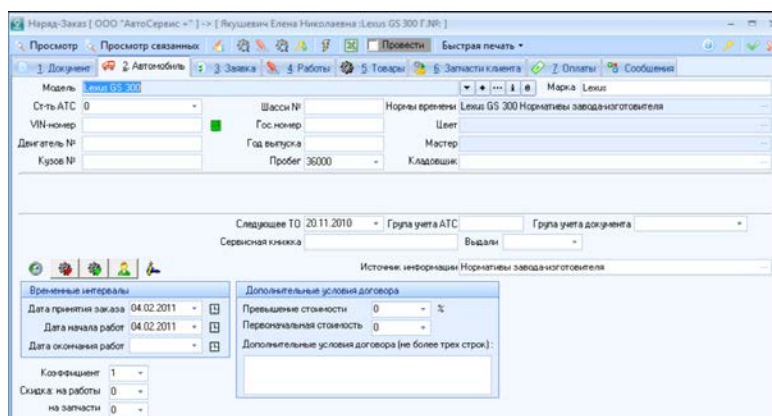 Наряд-Заказ [ ООО "АвтоСервис +" ] -> [ Якушевич Елена Николаевна :Lexus GS 300 Г.№: ]
Просмотр Просмотр связанных Провести Быстрая печать
1 Документ 2 Автомобиль 3 Заявка 4 Работы 5 Товары 6 Запчасти клиента 7 Оплаты 8 Сообщения
Модель Lexus GS 300 Марка Lexus
Ст-ть АТС 0 Шасси № Нормы времени Lexus GS 300 Нормативы завода-изготовителя
VIN-номер Гос.номер Цвет
Двигатель № Год выпуска Мастер
Кузов № Пробег 36000 Кладовщик
Следующее ТО 20.11.2010 Група учета АТС Група учета документа
Сервисная книжка Выдали
Источник информации Нормативы завода-изготовителя
Временные интервалы Дополнительные условия договора
Дата принятия заказа 04.02.2011 Превышение стоимости 0 %
Дата начала работ 04.02.2011 Первоначальная стоимость 0
Дата окончания работ Дополнительные условия договора (не более трех строк) :
Коэффициент 1
Скидка: на работы 0
на запчасти 0